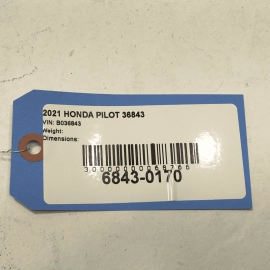 2021 HONDA PILOT 36843
VIN: B036843
Weight:
Dimensions:
6843-0170